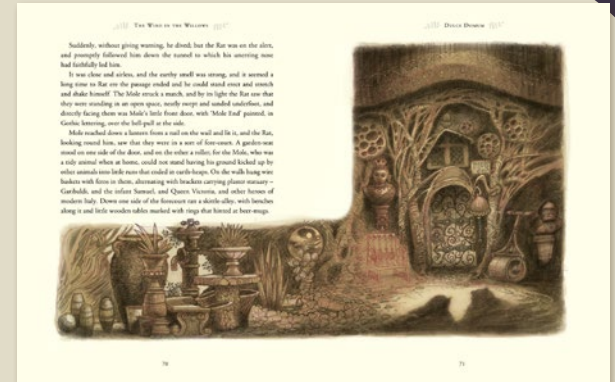 The Wind in the Willows
Dulce Domum
Suddenly, without giving warning, he dived; but the Rat was on the alert,
and promptly followed him down the tunnel to which his unerring nose
had faithfully led him.
It was close and airless, and the earthy smell was strong, and it seemed a
long time to Rat ere the passage ended and he could stand erect and stretch
and shake himself. The Mole struck a match, and by its light the Rat saw that
they were standing in an open space, neatly swept and sanded underfoot, and
directly facing them was Mole's little front door, with 'Mole End' painted, in
Gothic lettering, over the bell-pull at the side.
Mole reached down a lantern from a nail on the wall and lit it, and the Rat,
looking round him, saw that they were in a sort of fore-court. A garden-seat
stood on one side of the door, and on the other a roller; for the Mole, who was
a tidy animal when at home, could not stand having his ground kicked up by
other animals into little runs that ended in earth-heaps. On the walls hung wire
baskets with ferns in them, alternating with brackets carrying plaster statuary –
Garibaldi, and the infant Samuel, and Queen Victoria, and other heroes of
modern Italy. Down one side of the forecourt ran a skittle-alley, with benches
along it and little wooden tables marked with rings that hinted at beer-mugs.
70
71